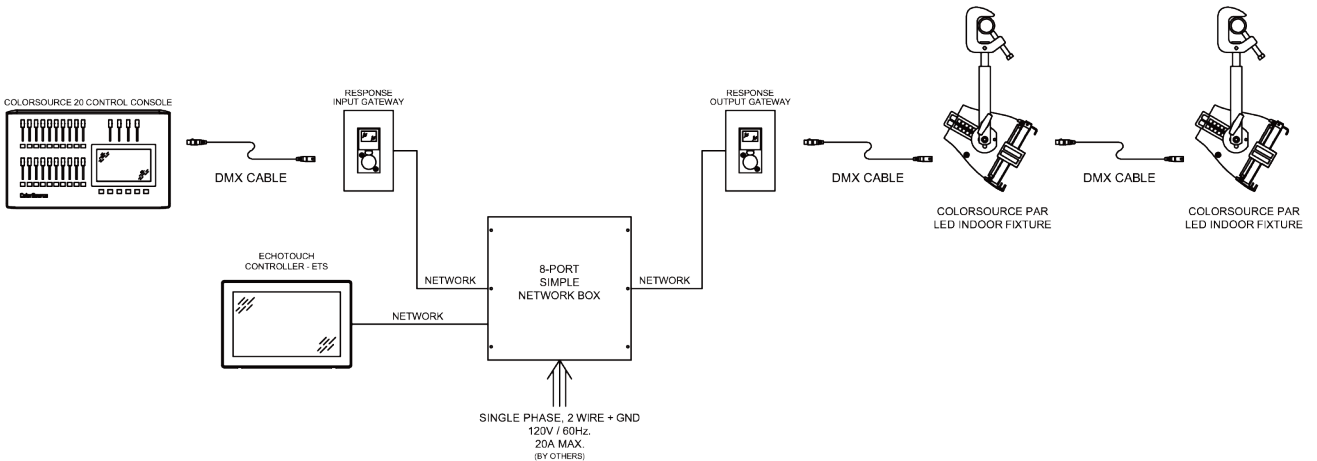 COLORSOURCE 20 CONTROL CONSOLE
ColorSource
DMX CABLE
RESPONSE
INPUT GATEWAY
ECHOTOUCH
CONTROLLER - ETS
NETWORK
NETWORK
8-PORT
SIMPLE
NETWORK BOX
NETWORK
SINGLE PHASE, 2 WIRE + GND
120V / 60Hz.
20A MAX.
(BY OTHERS)
RESPONSE
OUTPUT GATEWAY
DMX CABLE
COLORSOURCE PAR
LED INDOOR FIXTURE
DMX CABLE
COLORSOURCE PAR
LED INDOOR FIXTURE